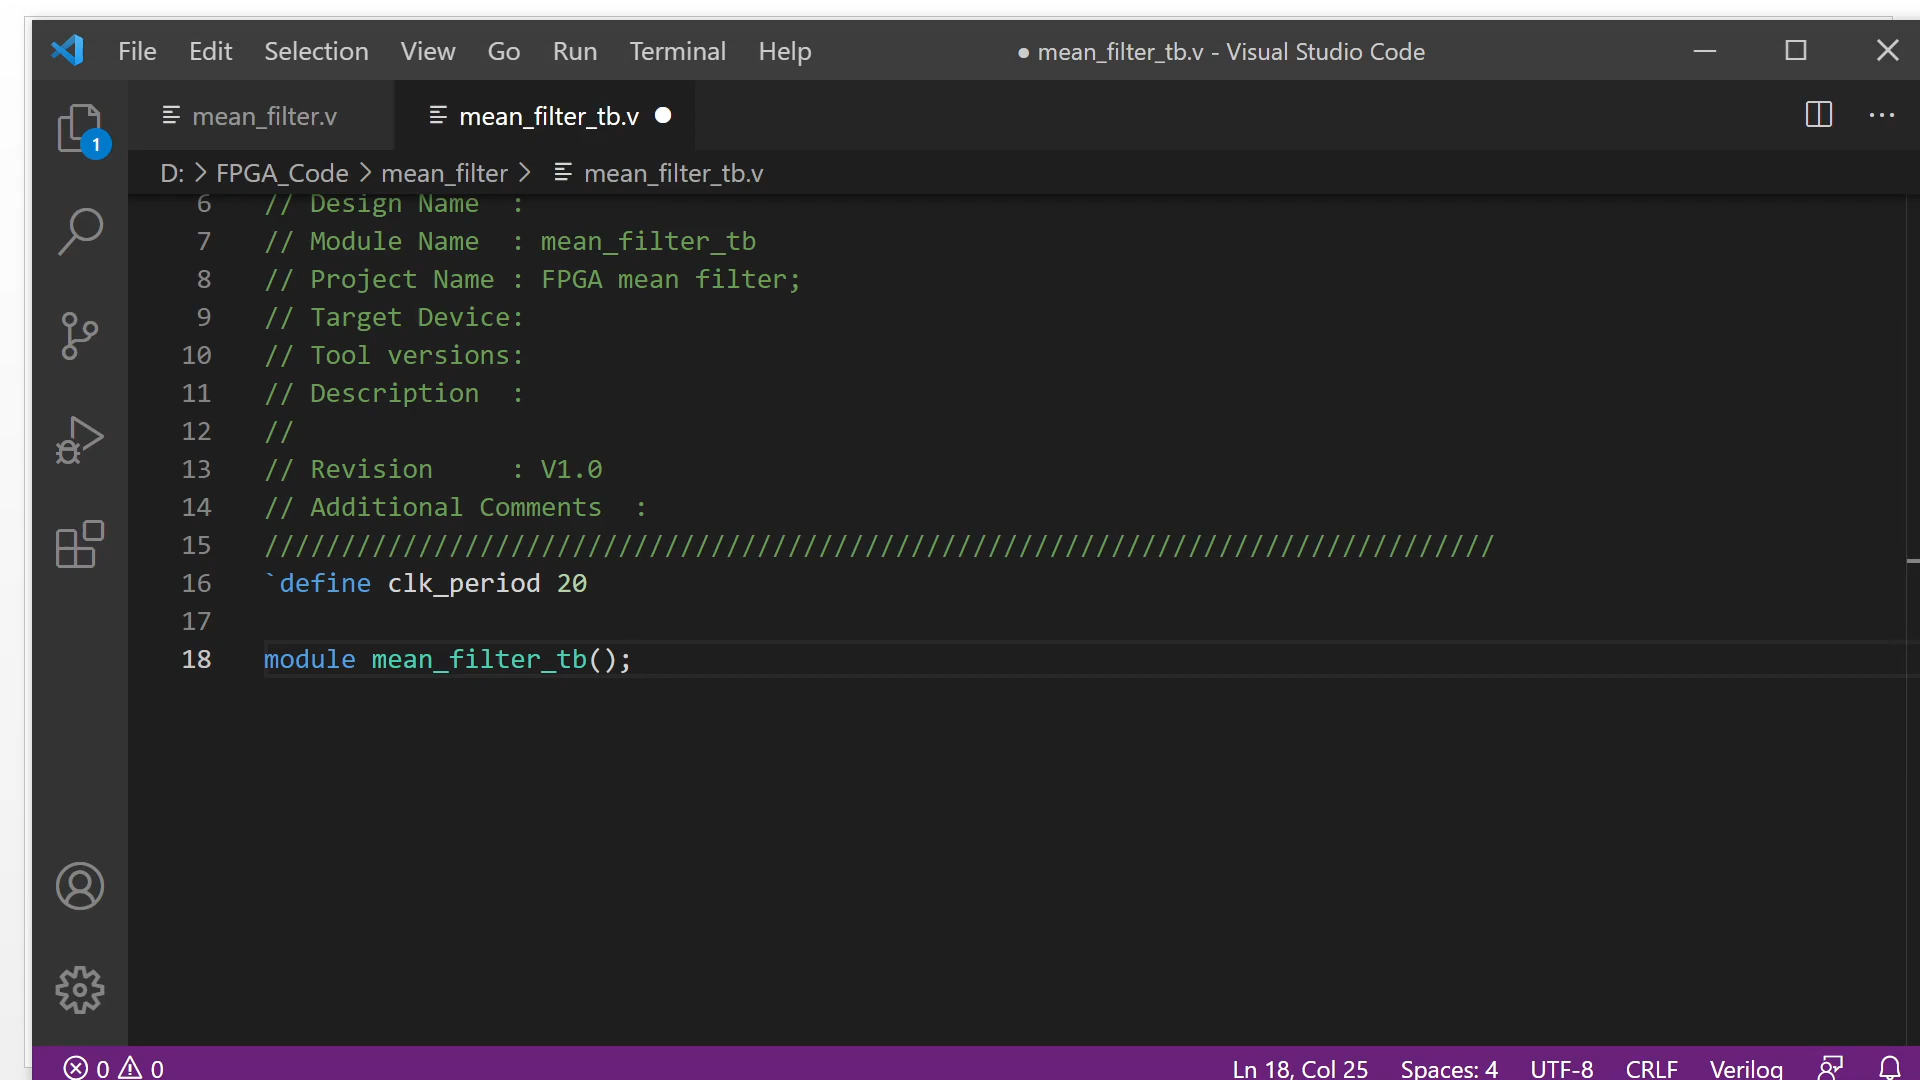 File Edit Selection View Go Run Terminal Help ● mean_filter_tb.v - Visual Studio Code
mean_filter.v mean_filter_tb.v
1
D: > FPGA_Code > mean_filter > mean_filter_tb.v
6 // Design Name  :
7 // Module Name  : mean_filter_tb
8 // Project Name : FPGA mean filter;
9 // Target Device:
10 // Tool versions:
11 // Description  :
12 //
13 // Revision     : V1.0
14 // Additional Comments  :
15 ////////////////////////////////////////////////////////////////////////////////
16 `define clk_period 20
17
18 module mean_filter_tb();
0 0 Ln 18, Col 25 Spaces: 4 UTF-8 CRLF Verilog